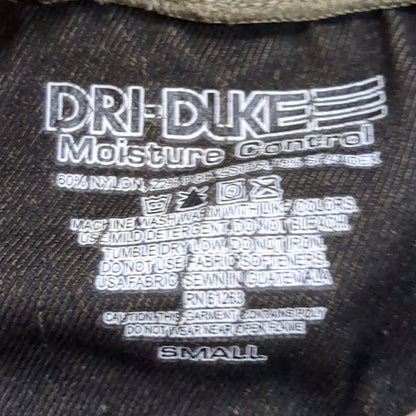 DRI-DUKE
Moisture Control
60% NYLON, 22% POLYESTER, 18% SPANDEX
MACHINE WASH WARM WITH LIKE COLORS.
USE MILD DETERGENT. DO NOT BLEACH.
TUMBLE DRY LOW. DO NOT IRON.
DO NOT USE FABRIC SOFTENERS.
USA FABRIC SEWN IN GUATEMALA
RN 61263
CAUTION: THIS GARMENT CONTAINS POLY
DO NOT WEAR NEAR OPEN FLAME
SMALL